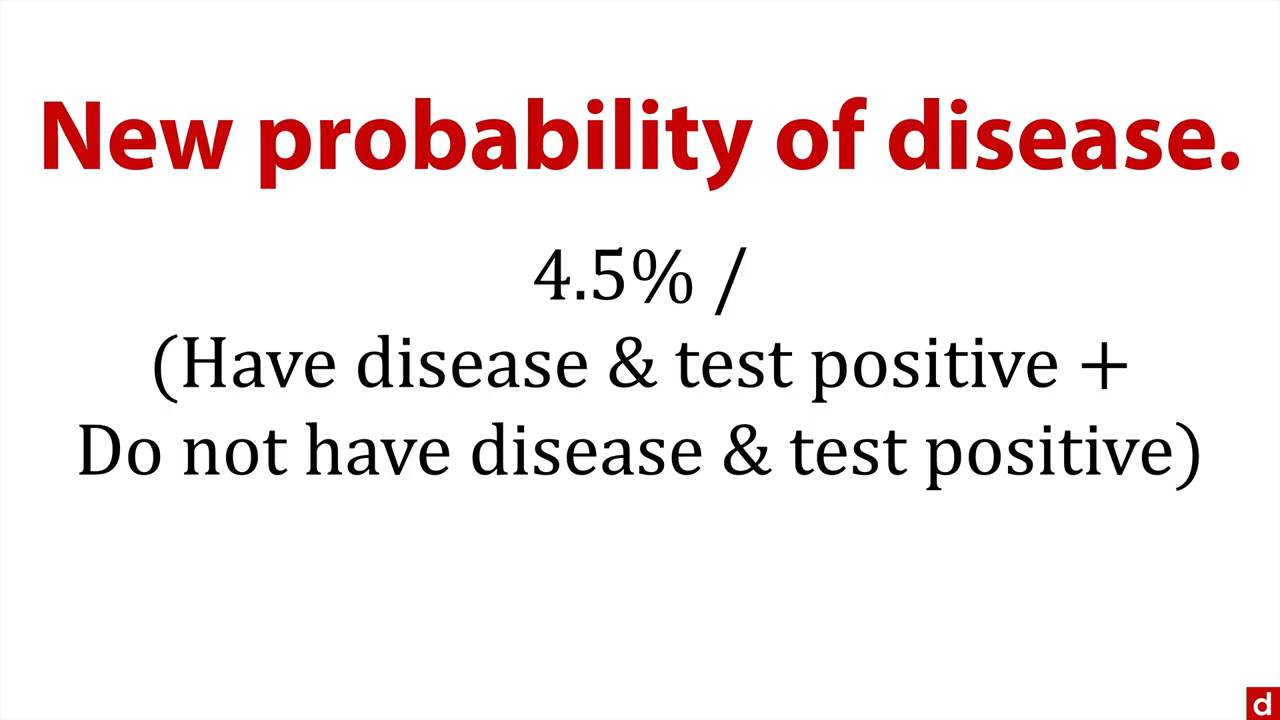 New probability of disease.
4.5% /
(Have disease & test positive +
Do not have disease & test positive)
d